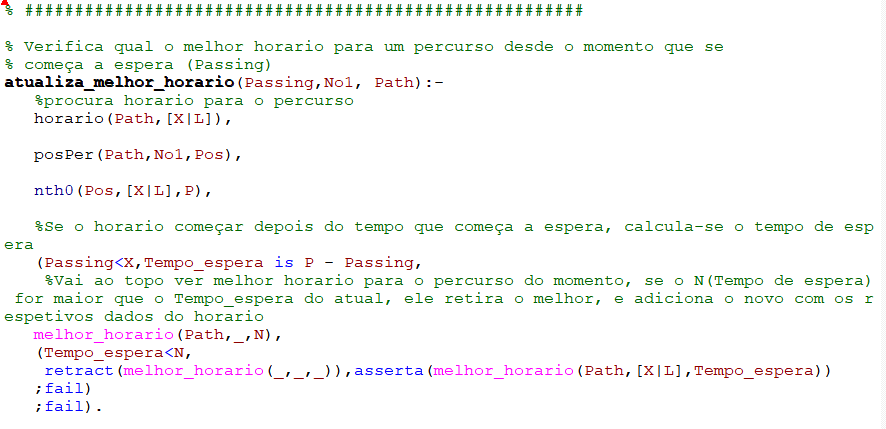 % ########################################################
% Verifica qual o melhor horario para um percurso desde o momento que se
% começa a espera (Passing)
atualiza_melhor_horario(Passing,No1, Path):-
%procura horario para o percurso
horario(Path,[X|L]),
posPer(Path,No1,Pos),
nth0(Pos,[X|L],P),
%Se o horario começar depois do tempo que começa a espera, calcula-se o tempo de esp
era
(Passing<X,Tempo_espera is P - Passing,
%Vai ao topo ver melhor horario para o percurso do momento, se o N(Tempo de espera)
for maior que o Tempo_espera do atual, ele retira o melhor, e adiciona o novo com os r
espetivos dados do horario
melhor_horario(Path,_,N),
(Tempo_espera<N,
retract(melhor_horario(_,_,_)),asserta(melhor_horario(Path,[X|L],Tempo_espera))
;fail)
;fail).